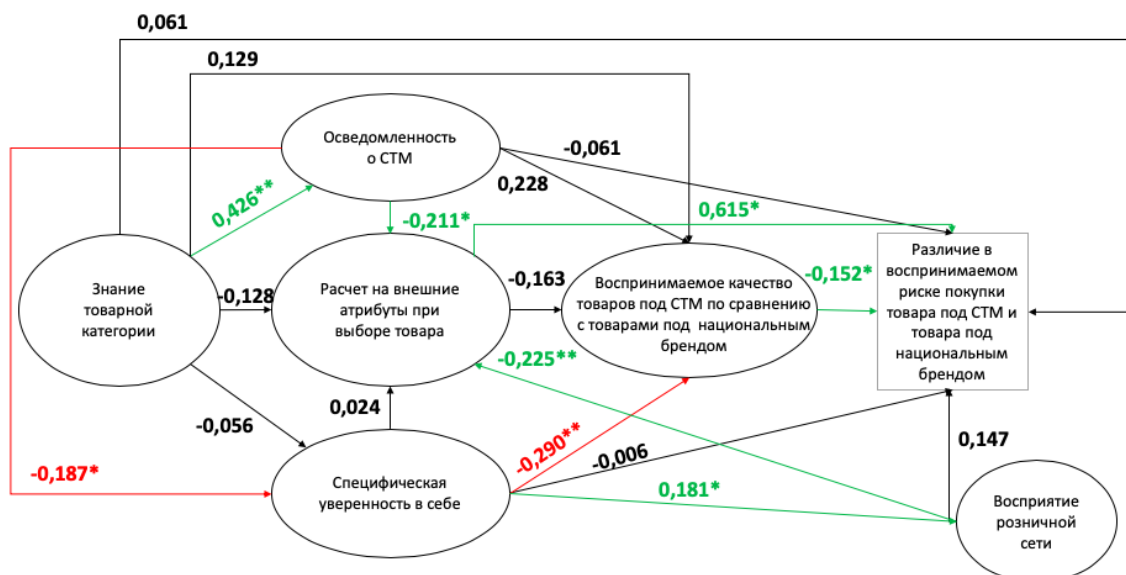 0,061
0,129
Осведомленность
о СТМ
-0,061
0,228
0,426**
-0,211*
0,615*
Знание
товарной
категории
-0,128
Расчет на внешние
атрибуты при
выборе товара
-0,163
Воспринимаемое качество
товаров под СТМ по сравнению
с товарами под национальным
брендом
-0,152*
Различие в
воспринимаемом
риске покупки
товара под СТМ и
товара под
национальным
брендом
-0,225**
-0,056
0,024
-0,290**
-0,006
0,147
-0,187*
Специфическая
уверенность в себе
0,181*
Восприятие
розничной
сети